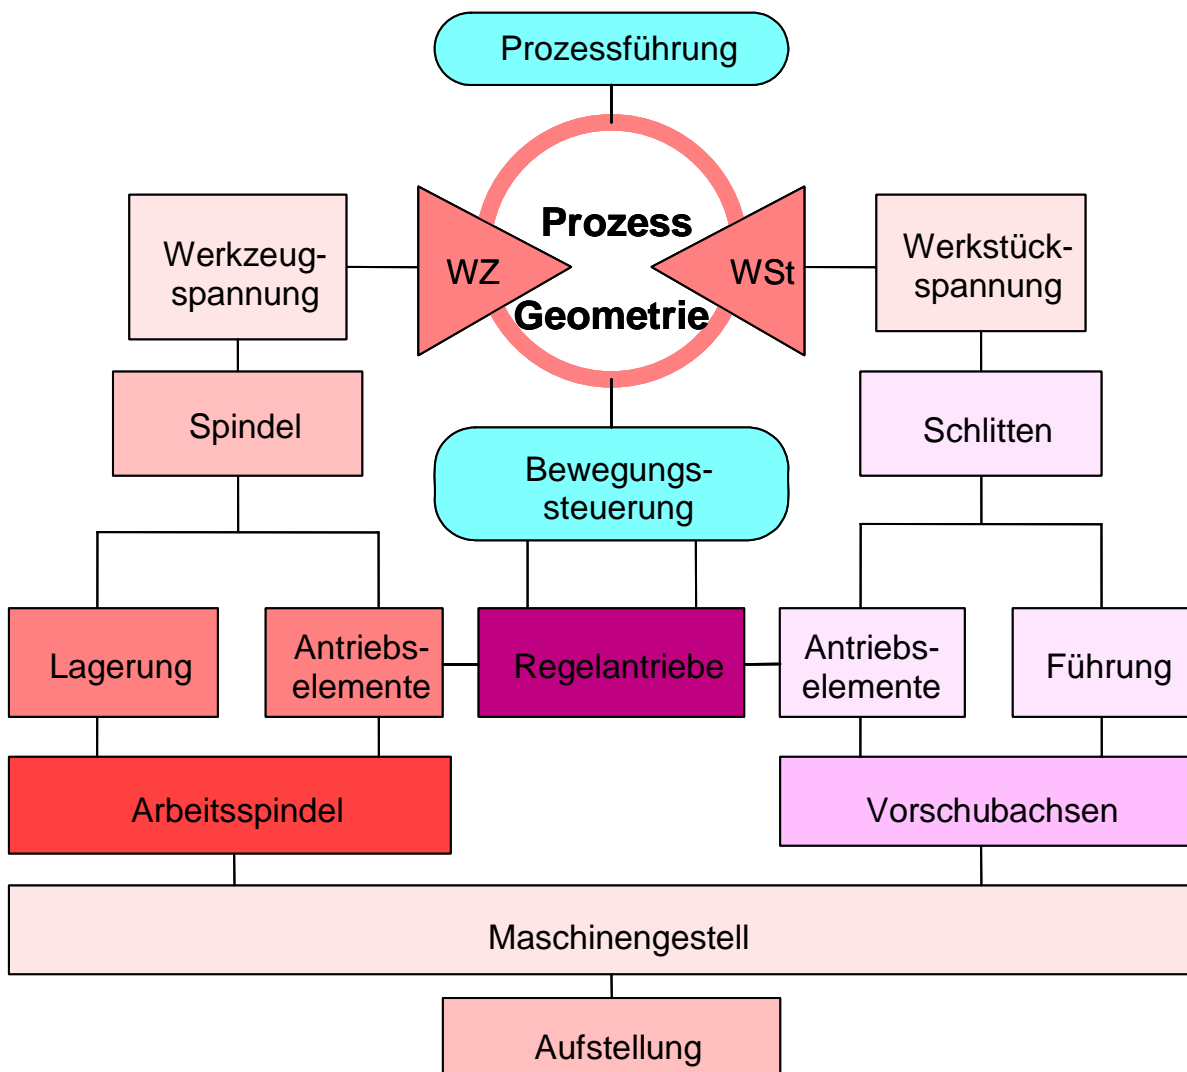 Prozessführung
Werkzeug-
spannung
WZ
Prozess
Geometrie
WSt
Werkstück-
spannung
Spindel
Bewegungs-
steuerung
Schlitten
Lagerung
Antriebs-
elemente
Regelantriebe
Antriebs-
elemente
Führung
Arbeitsspindel
Vorschubachsen
Maschinengestell
Aufstellung